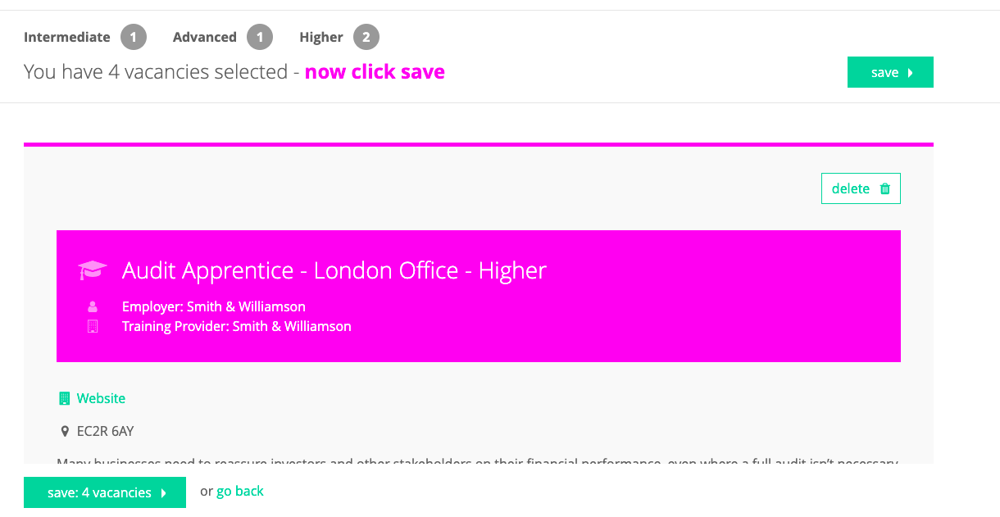 Intermediate 1 Advanced 1 Higher 2
You have 4 vacancies selected - now click save
save
delete
Audit Apprentice - London Office - Higher
Employer: Smith & Williamson
Training Provider: Smith & Williamson
Website
EC2R 6AY
Many businesses need to reassure investors and other stakeholders on their financial performance, even where a full audit isn't necessary
save: 4 vacancies
or go back